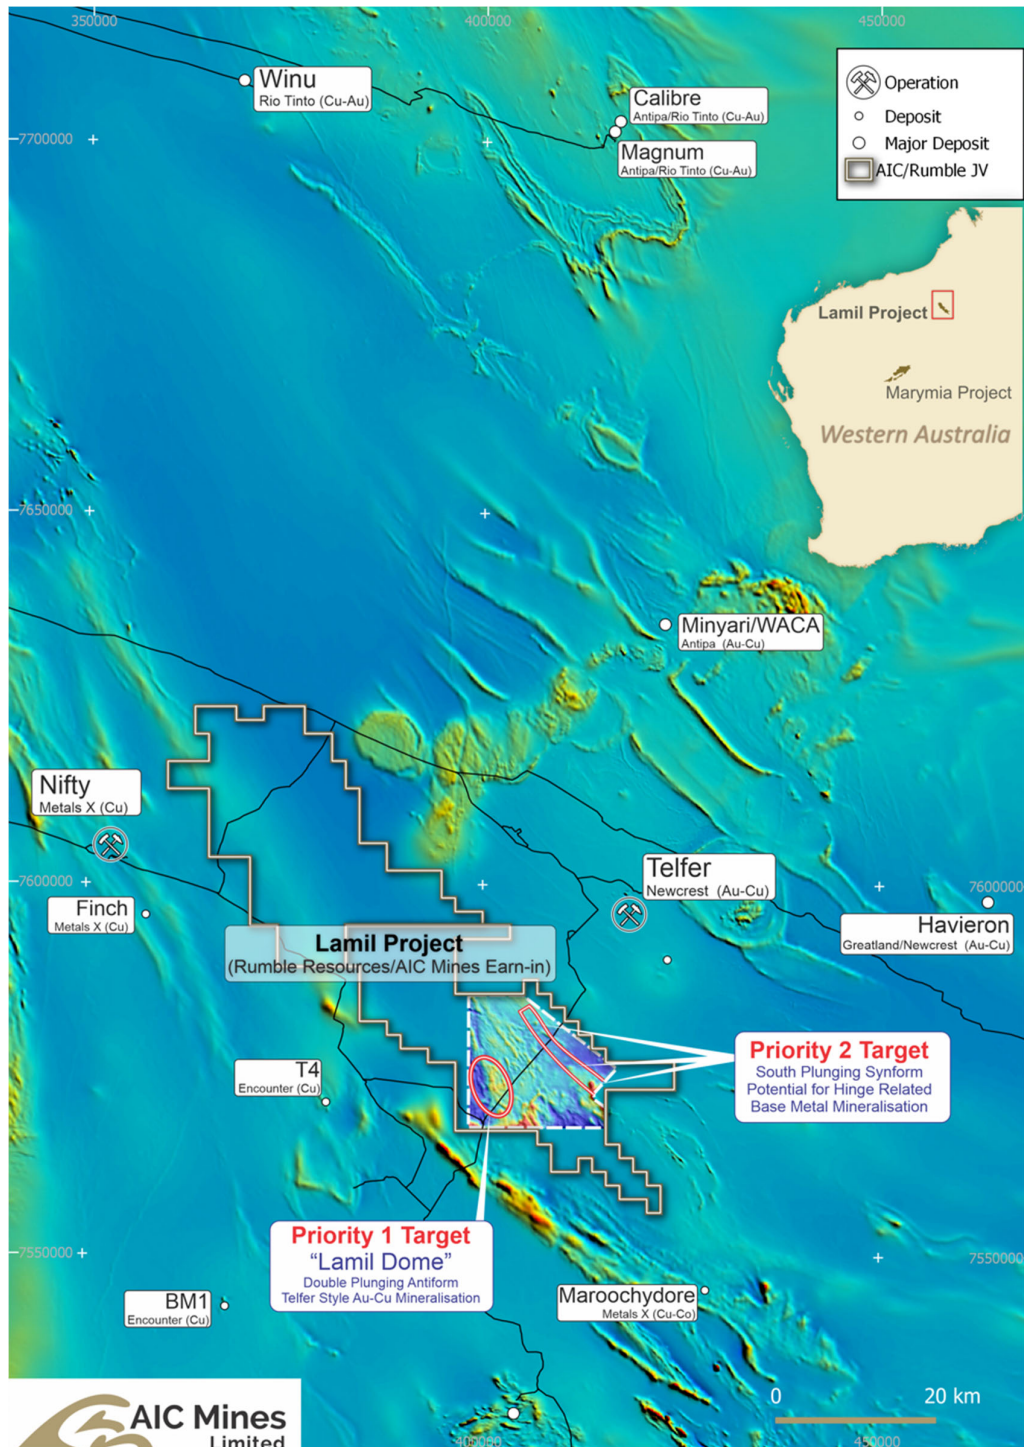 350000
400000
450000
Winu
Rio Tinto (Cu-Au)
Calibre
Antipa/Rio Tinto (Cu-Au)
Magnum
Antipa/Rio Tinto (Cu-Au)
Operation
Deposit
Major Deposit
AIC/Rumble JV
7700000
Lamil Project
Marymia Project
Western Australia
7650000
Minyari/WACA
Antipa (Au-Cu)
Nifty
Metals X (Cu)
Telfer
Newcrest (Au-Cu)
7600000
7600000
Finch
Metals X (Cu)
Havieron
Greatland/Newcrest (Au-Cu)
Lamil Project
(Rumble Resources/AIC Mines Earn-in)
Priority 2 Target
South Plunging Synform
Potential for Hinge Related
Base Metal Mineralisation
T4
Encounter (Cu)
Priority 1 Target
“Lamil Dome”
Double Plunging Antiform
Telfer Style Au-Cu Mineralisation
7550000
7550000
BM1
Encounter (Cu)
Maroochydore
Metals X (Cu-Co)
0 20 km
AIC Mines
Limited
400000
450000